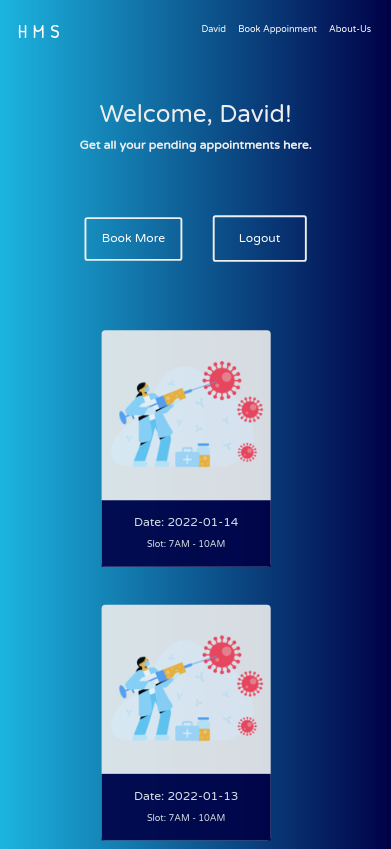 HMS
David Book Appoinment About-Us
Welcome, David!
Get all your pending appointments here.
Book More Logout
Date: 2022-01-14
Slot: 7AM - 10AM
Date: 2022-01-13
Slot: 7AM - 10AM